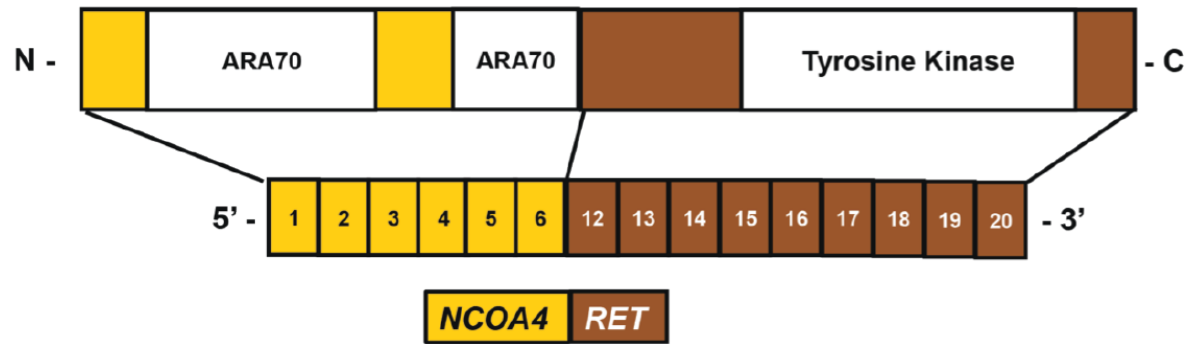 N - ARA70 ARA70 Tyrosine Kinase - C
5’ - 1 2 3 4 5 6 12 13 14 15 16 17 18 19 20 - 3’
NCOA4 RET